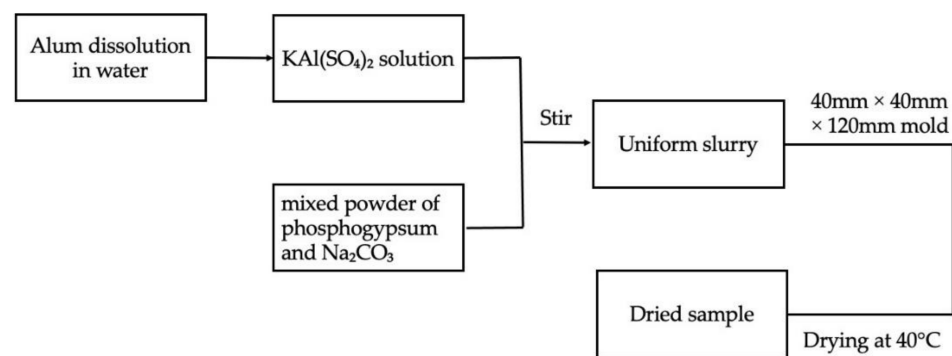 Alum dissolution
in water
KAl(SO₄)₂ solution
mixed powder of
phosphogypsum
and Na₂CO₃
Stir
Uniform slurry
40mm × 40mm
× 120mm mold
Drying at 40°C
Dried sample